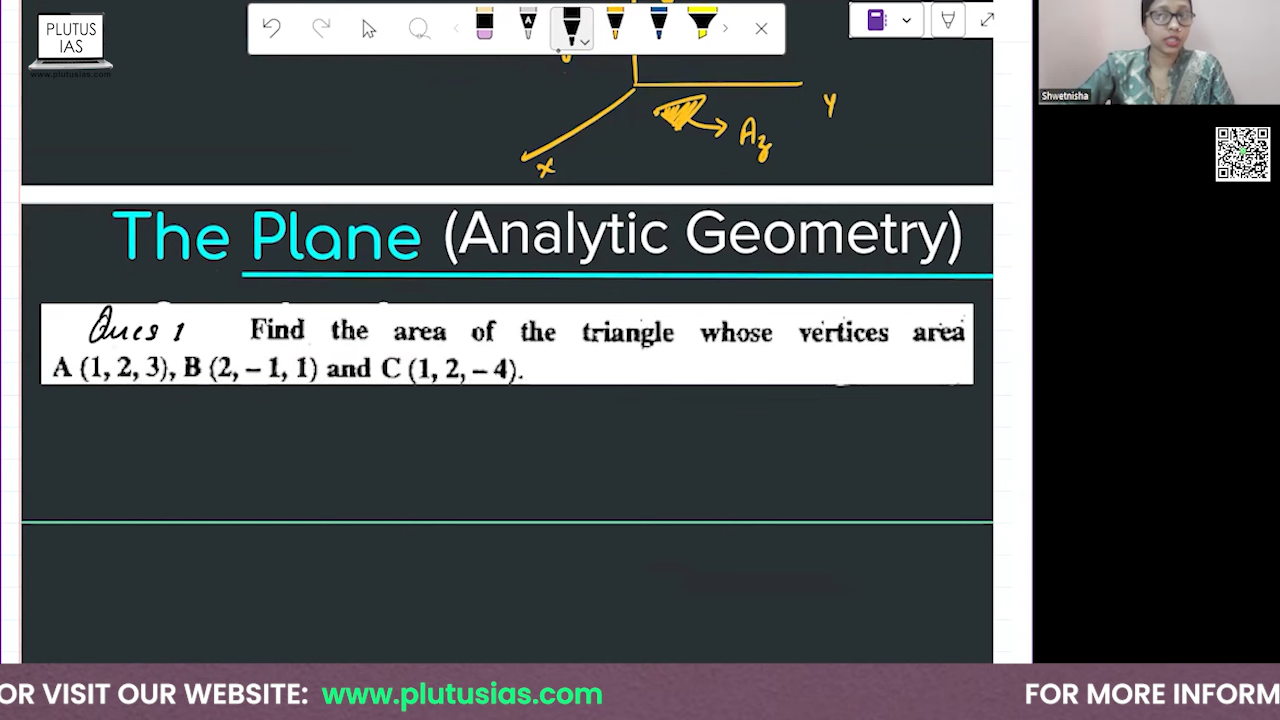 PLUTUS
IAS
www.plutusias.com
A
Shwetnisha
y
x
Az
The Plane (Analytic Geometry)
Ques 1 Find the area of the triangle whose vertices area
A (1, 2, 3), B (2, – 1, 1) and C (1, 2, – 4).
OR VISIT OUR WEBSITE: www.plutusias.com FOR MORE INFORM